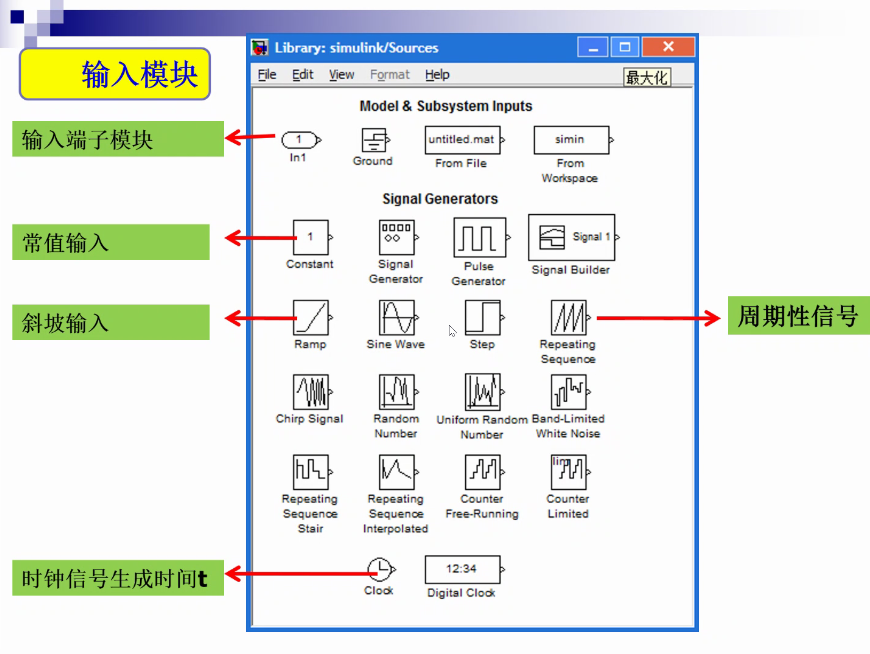 输入模块
Library: simulink/Sources
File Edit View Format Help
最大化
Model & Subsystem Inputs
输入端子模块
1
In1
Ground
untitled.mat
From File
simin
From
Workspace
Signal Generators
常值输入
1
Constant
Signal
Generator
Pulse
Generator
Signal 1
Signal Builder
斜坡输入
Ramp
Sine Wave
Step
Repeating
Sequence
周期性信号
Chirp Signal
Random
Number
Uniform Random
Number
Band-Limited
White Noise
Repeating
Sequence
Stair
Repeating
Sequence
Interpolated
Counter
Free-Running
lim
Counter
Limited
时钟信号生成时间t
Clock
12:34
Digital Clock